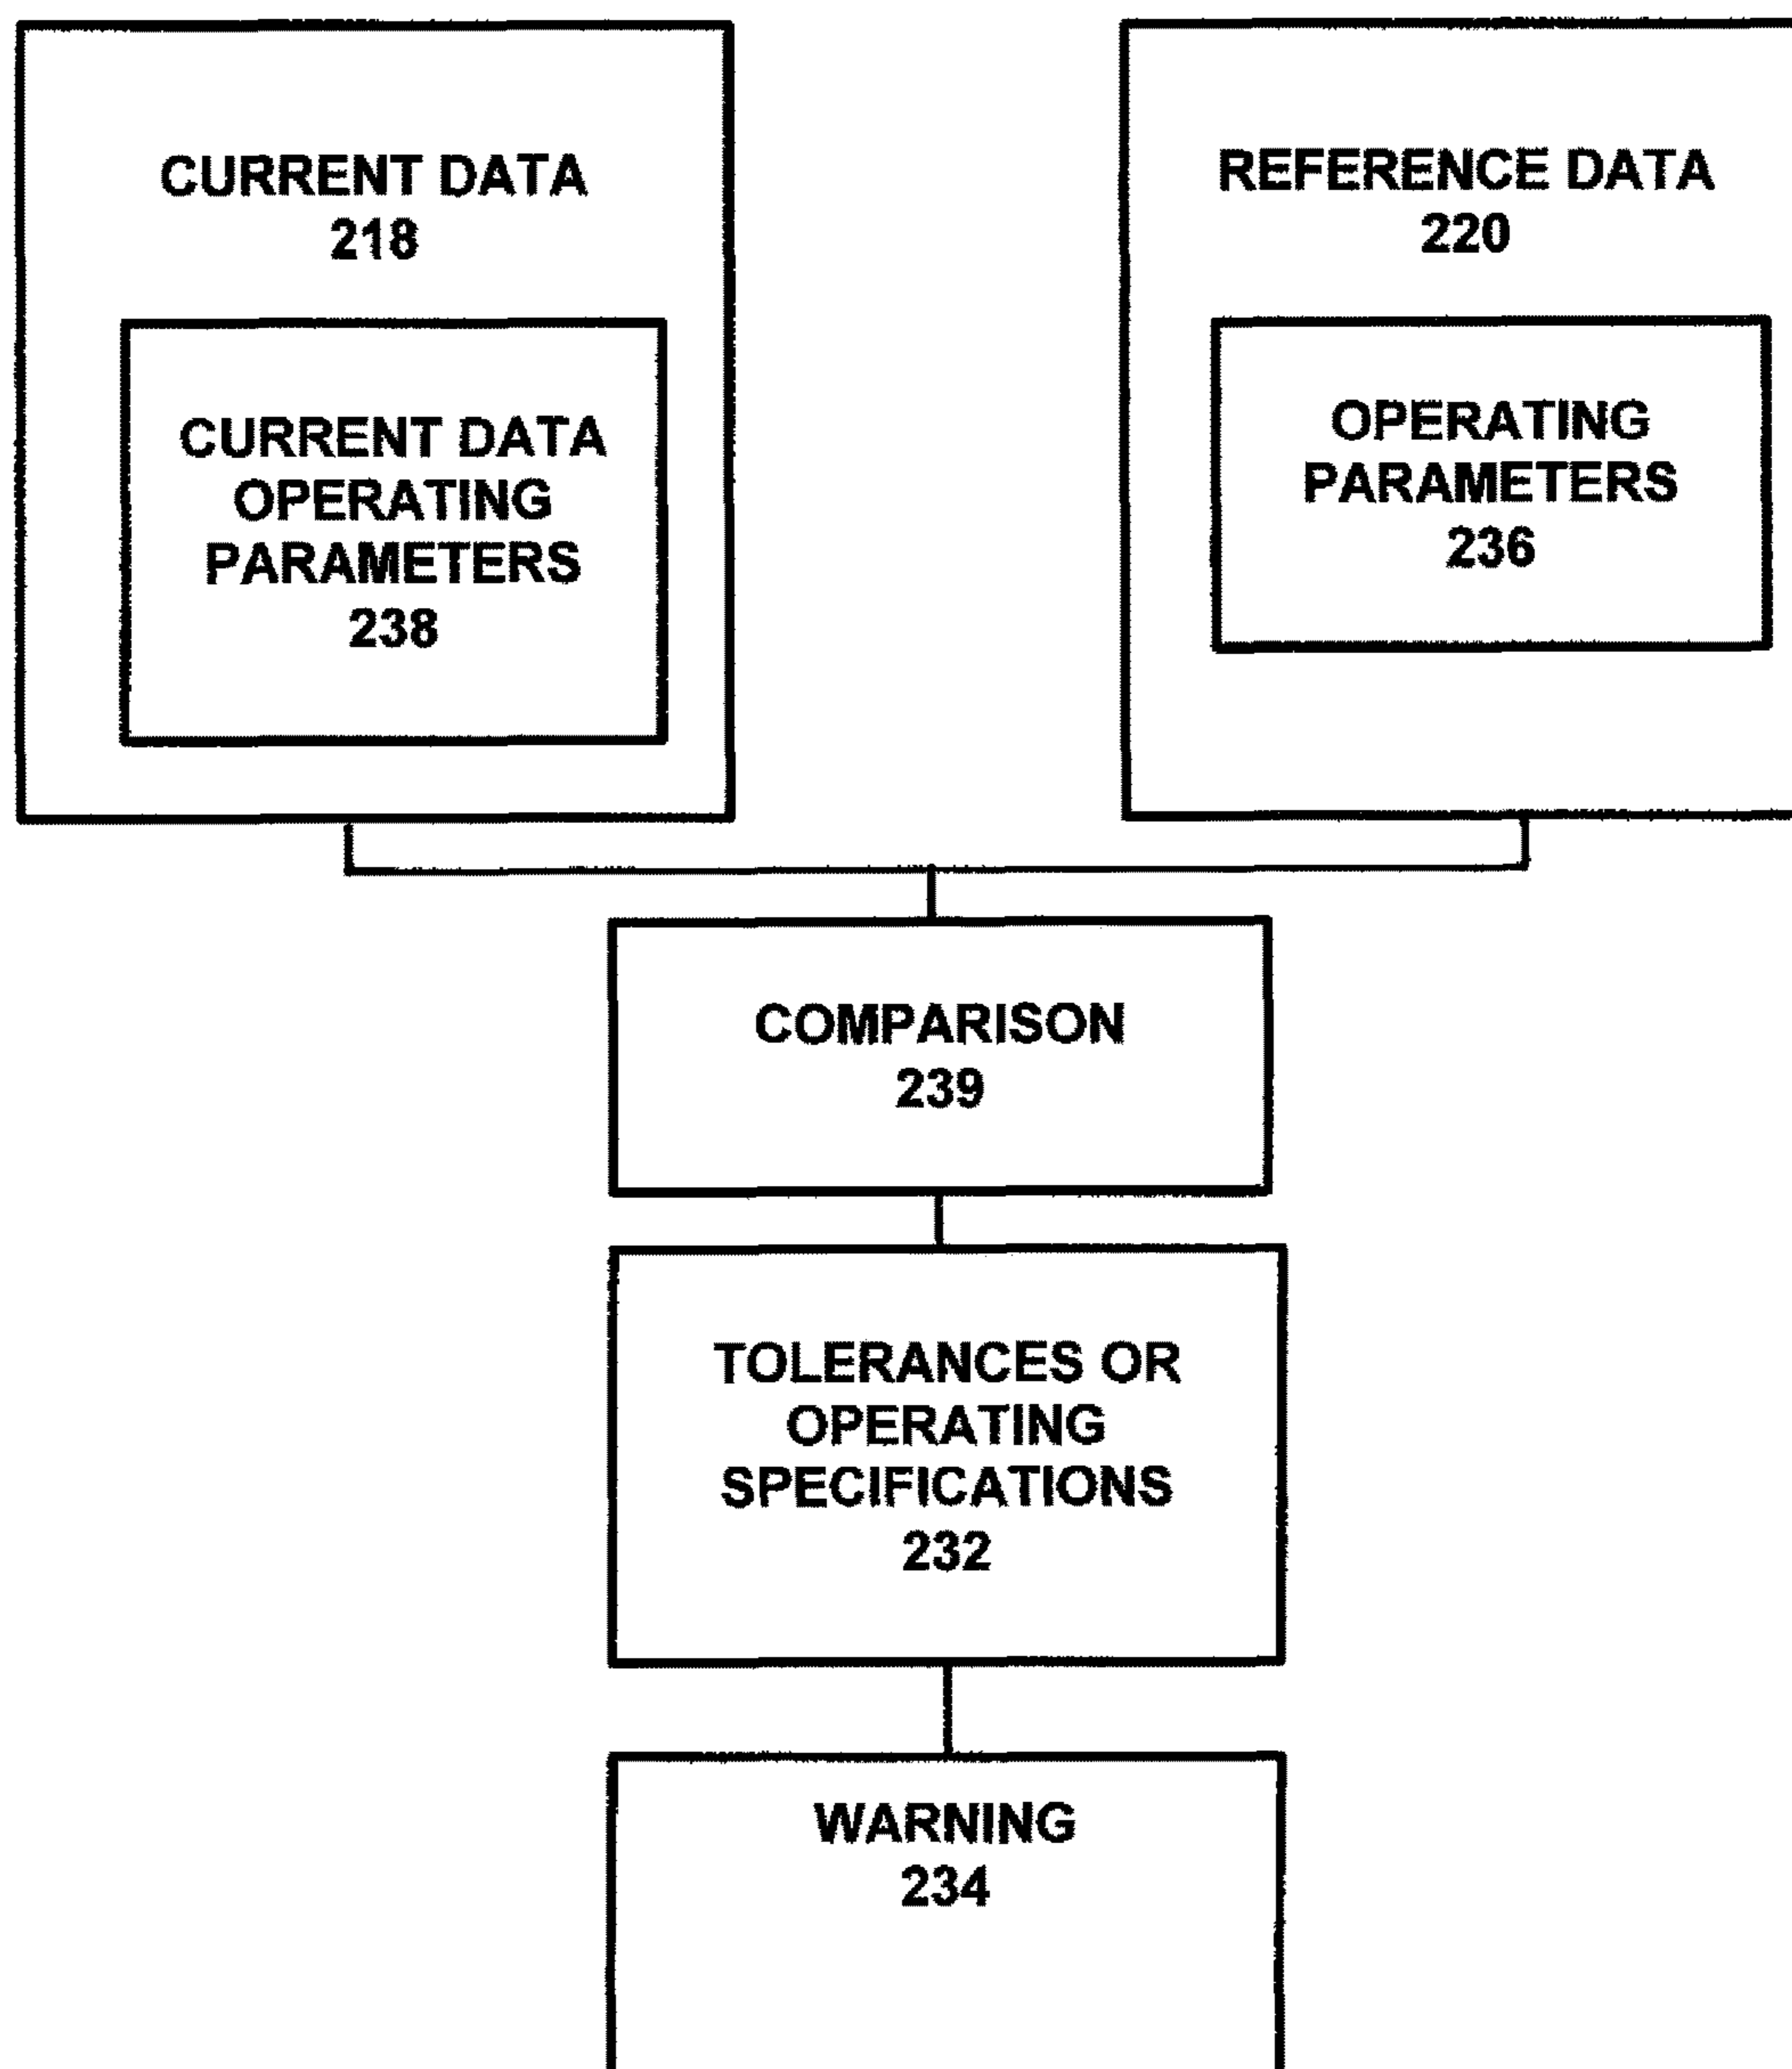 CURRENT DATA
218
CURRENT DATA
OPERATING
PARAMETERS
238
REFERENCE DATA
220
OPERATING
PARAMETERS
236
COMPARISON
239
TOLERANCES OR
OPERATING
SPECIFICATIONS
232
WARNING
234